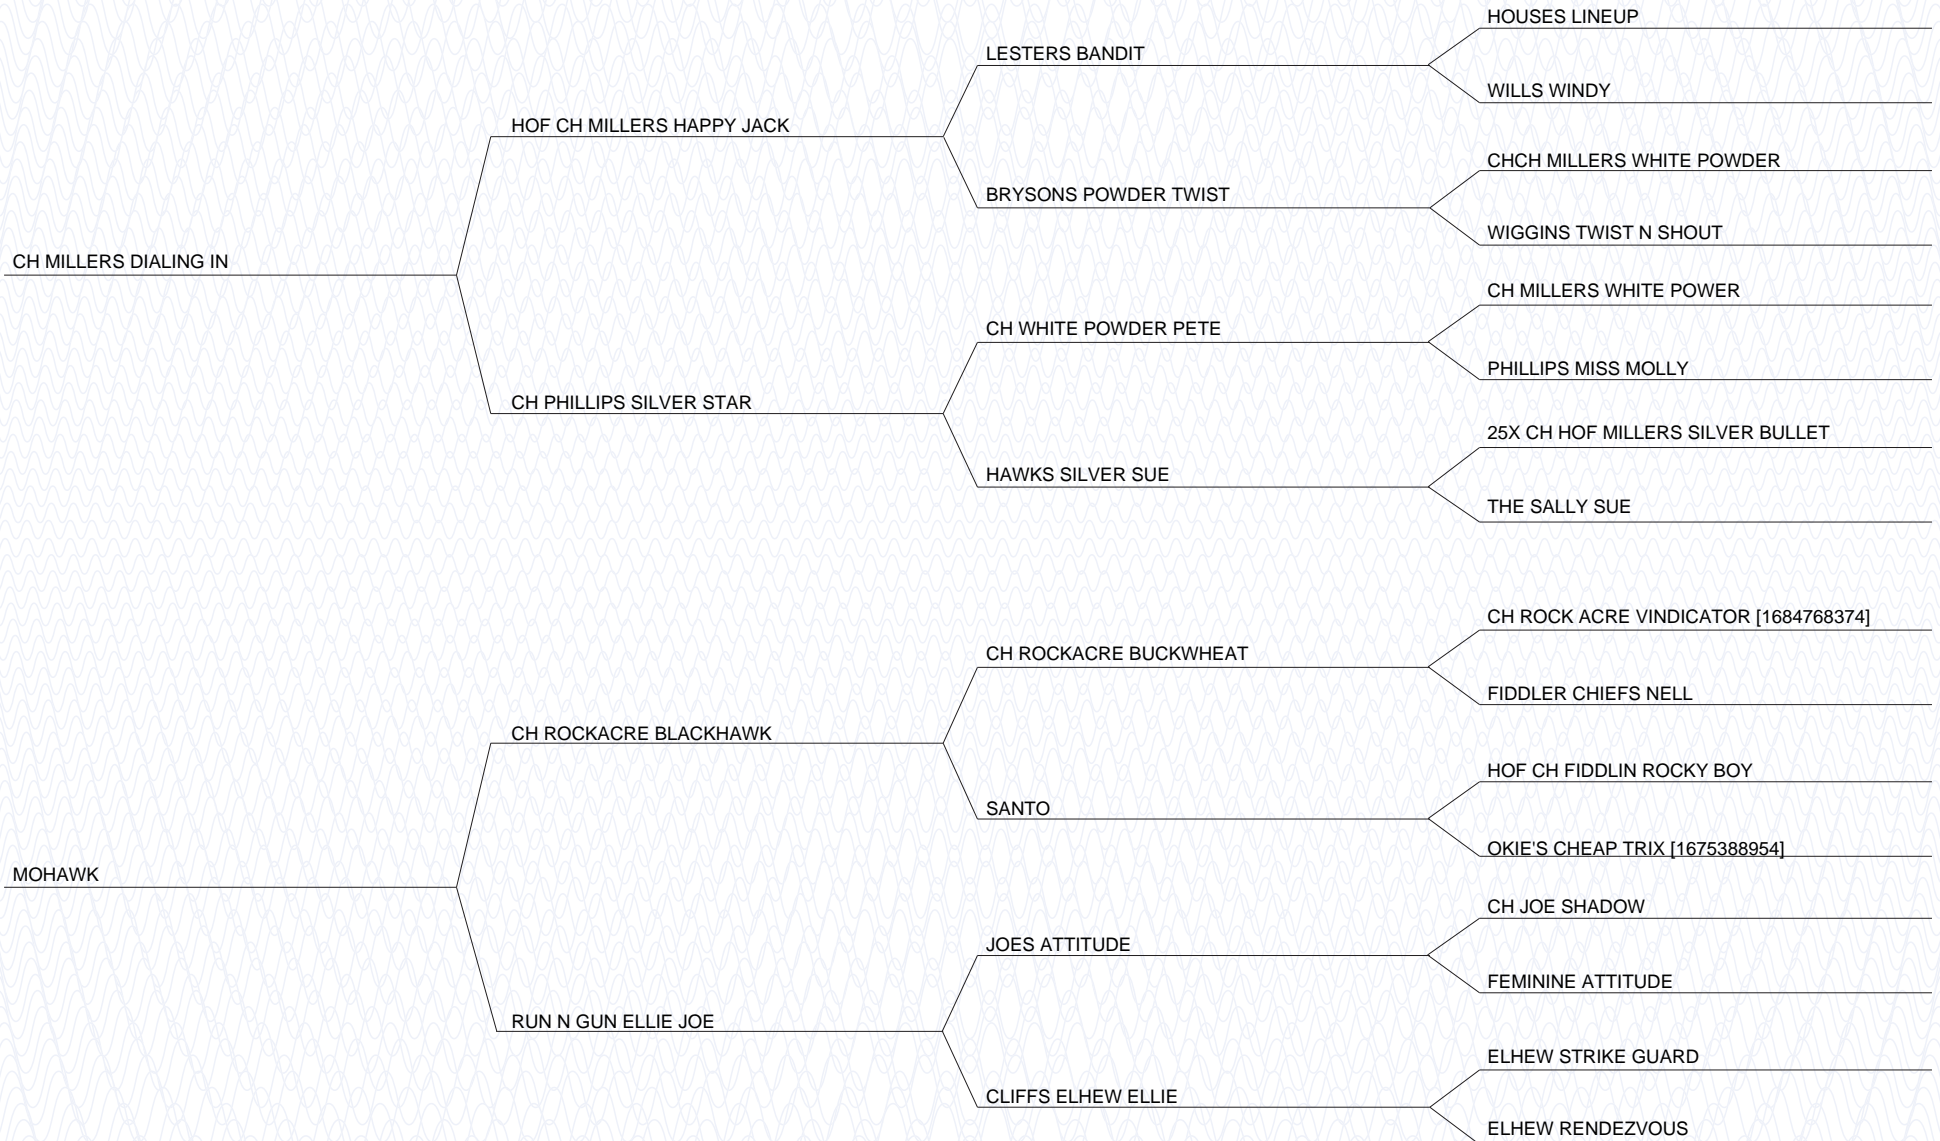 HOUSES LINEUP
LESTERS BANDIT
WILLS WINDY
HOF CH MILLERS HAPPY JACK
CHCH MILLERS WHITE POWDER
BRYSONS POWDER TWIST
WIGGINS TWIST N SHOUT
CH MILLERS DIALING IN
CH MILLERS WHITE POWER
CH WHITE POWDER PETE
PHILLIPS MISS MOLLY
CH PHILLIPS SILVER STAR
25X CH HOF MILLERS SILVER BULLET
HAWKS SILVER SUE
THE SALLY SUE
CH ROCK ACRE VINDICATOR [1684768374]
CH ROCKACRE BUCKWHEAT
FIDDLER CHIEFS NELL
CH ROCKACRE BLACKHAWK
HOF CH FIDDLIN ROCKY BOY
SANTO
OKIE'S CHEAP TRIX [1675388954]
MOHAWK
CH JOE SHADOW
JOES ATTITUDE
FEMININE ATTITUDE
RUN N GUN ELLIE JOE
ELHEW STRIKE GUARD
CLIFFS ELHEW ELLIE
ELHEW RENDEZVOUS